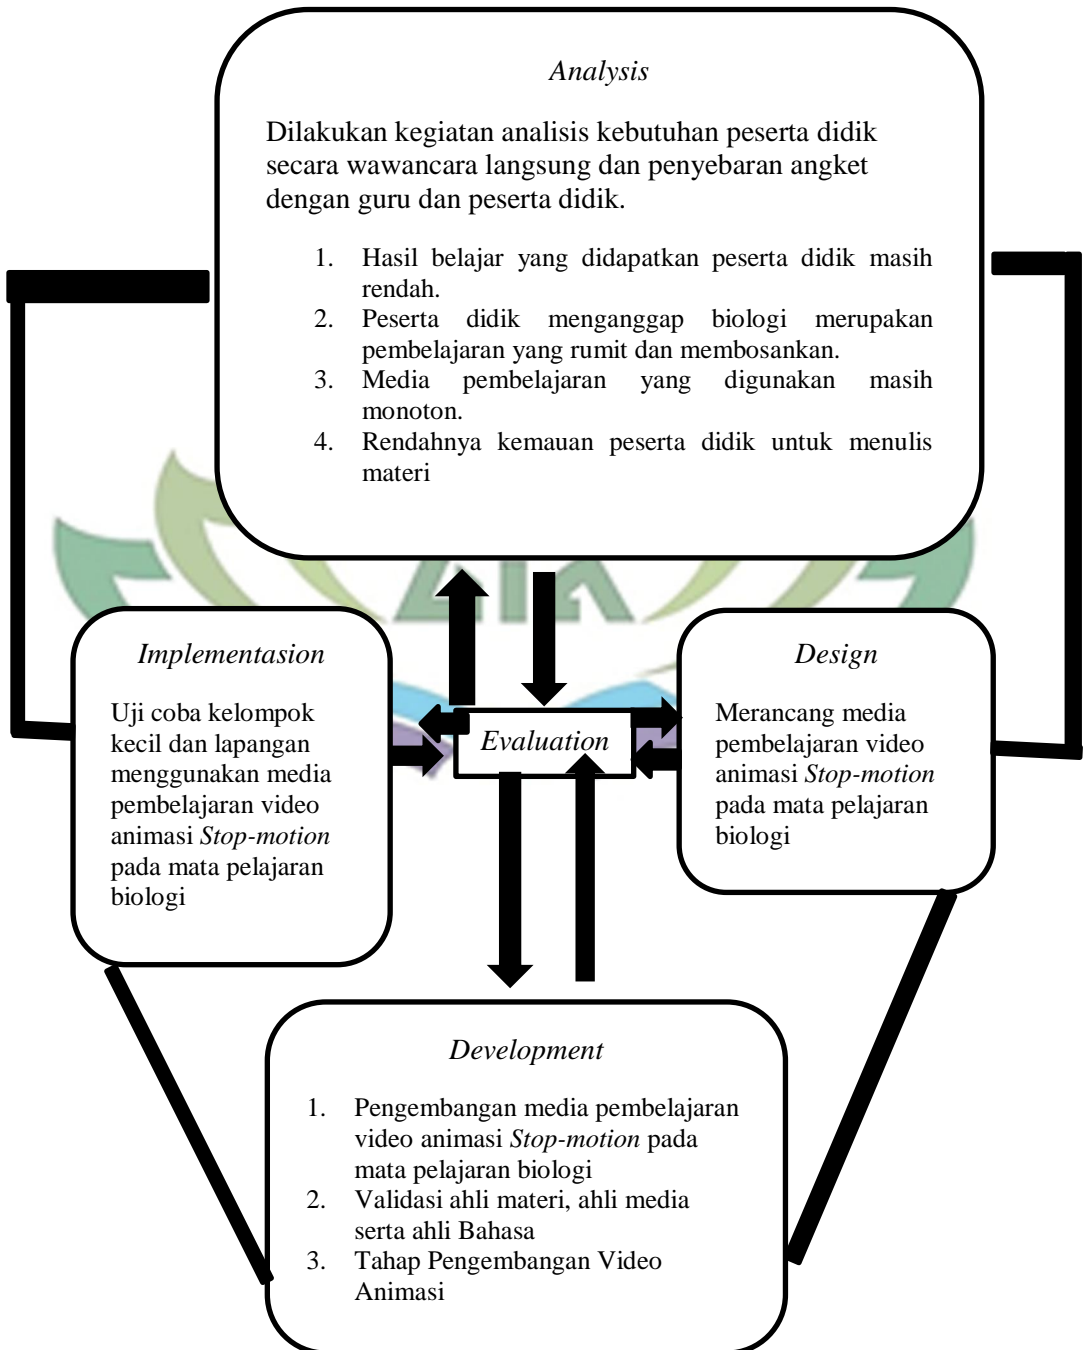 Analysis
Dilakukan kegiatan analisis kebutuhan peserta didik
secara wawancara langsung dan penyebaran angket
dengan guru dan peserta didik.
1. Hasil belajar yang didapatkan peserta didik masih
rendah.
2. Peserta didik menganggap biologi merupakan
pembelajaran yang rumit dan membosankan.
3. Media pembelajaran yang digunakan masih
monoton.
4. Rendahnya kemauan peserta didik untuk menulis
materi
Implementasion
Uji coba kelompok
kecil dan lapangan
menggunakan media
pembelajaran video
animasi Stop-motion
pada mata pelajaran
biologi
Evaluation
Design
Merancang media
pembelajaran video
animasi Stop-motion
pada mata pelajaran
biologi
Development
1. Pengembangan media pembelajaran
video animasi Stop-motion pada
mata pelajaran biologi
2. Validasi ahli materi, ahli media
serta ahli Bahasa
3. Tahap Pengembangan Video
Animasi